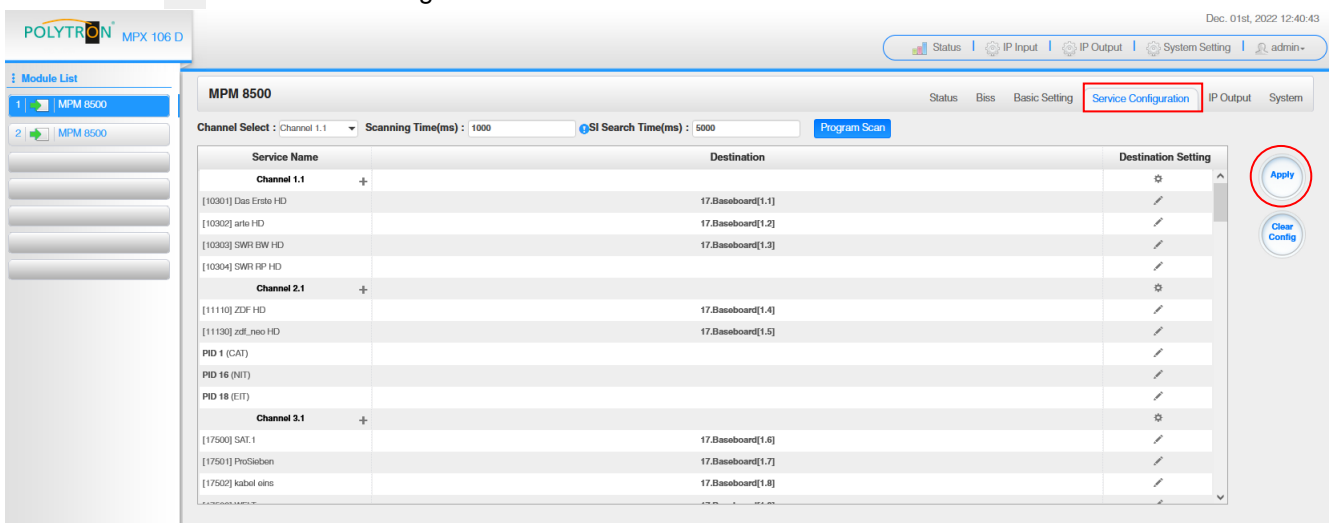 Dec. 01st, 2022 12:40:43
POLYTRON MPX 106 D
Status IP Input IP Output System Setting admin
Module List
1 MPM 8500
2 MPM 8500
MPM 8500
Status Biss Basic Setting Service Configuration IP Output System
Channel Select : Channel 1.1 Scanning Time(ms) : 1000 SI Search Time(ms) : 5000 Program Scan
Service Name Destination Destination Setting
Channel 1.1 +
[10301] Das Erste HD 17.Baseboard[1.1]
[10302] arte HD 17.Baseboard[1.2]
[10303] SWR BW HD 17.Baseboard[1.3]
[10304] SWR RP HD
Channel 2.1 +
[11110] ZDF HD 17.Baseboard[1.4]
[11130] zdf_neo HD 17.Baseboard[1.5]
PID 1 (CAT)
PID 16 (NIT)
PID 18 (EIT)
Channel 3.1 +
[17500] SAT.1 17.Baseboard[1.6]
[17501] ProSieben 17.Baseboard[1.7]
[17502] kabel eins 17.Baseboard[1.8]
Apply
Clear Config